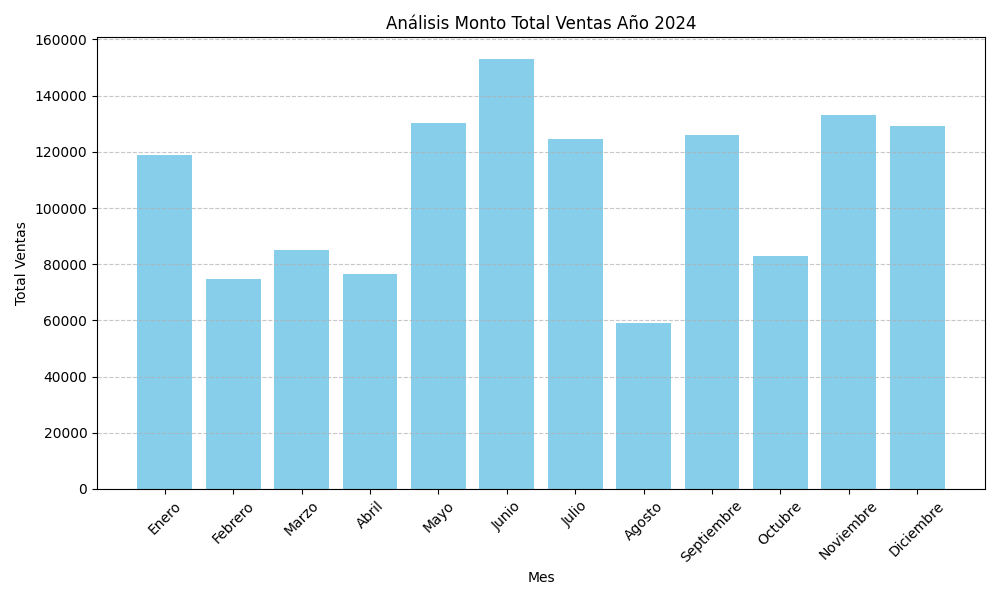 Análisis Monto Total Ventas Año 2024
Total Ventas
160000
140000
120000
100000
80000
60000
40000
20000
0
Enero
Febrero
Marzo
Abril
Mayo
Junio
Julio
Agosto
Septiembre
Octubre
Noviembre
Diciembre
Mes